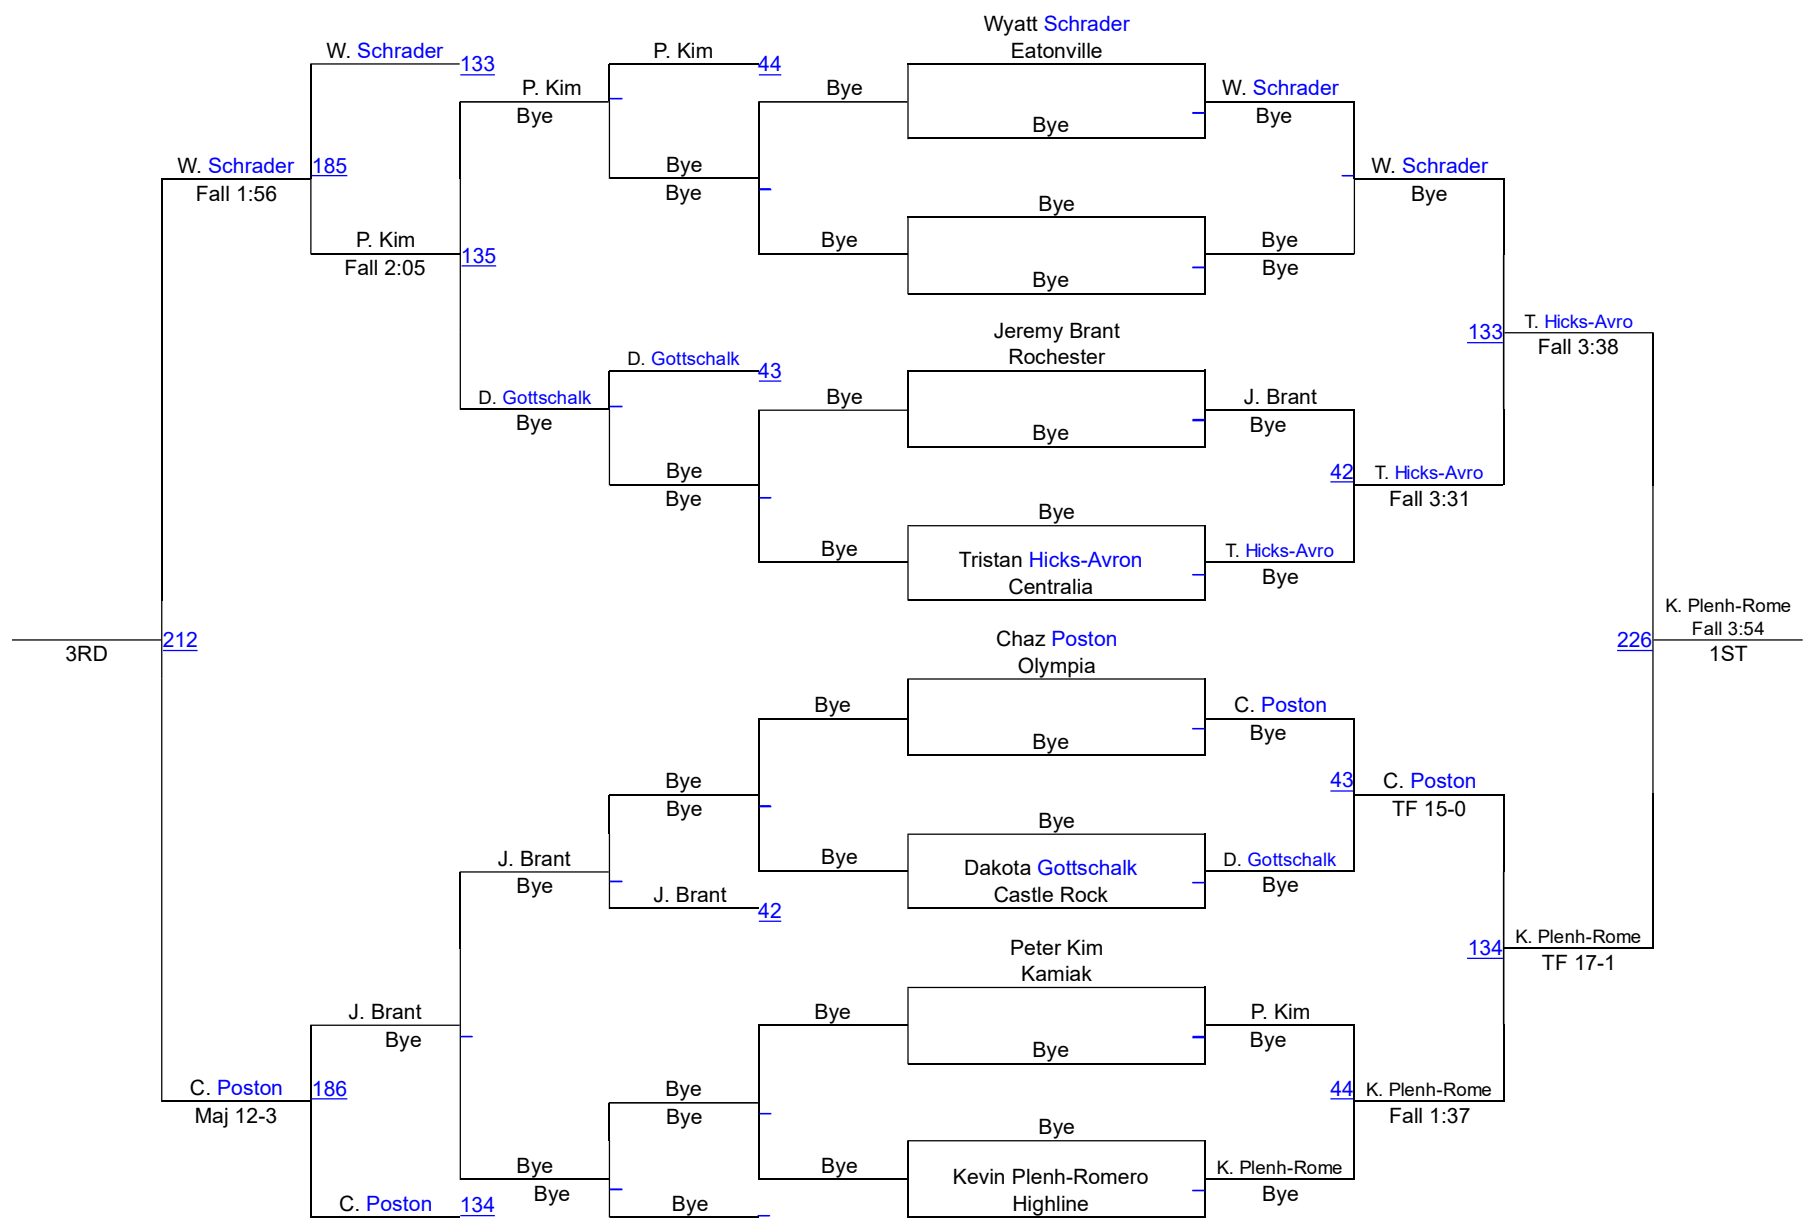 Wyatt Schrader
W. Schrader
P. Kim
Eatonville
133
44
P. Kim
Bye
W. Schrader
Bye
Bye
Bye
W. Schrader
185
Bye
W. Schrader
Fall 1:56
Bye
Bye
Bye
P. Kim
Bye
Bye
Fall 2:05
135
Bye
Bye
Jeremy Brant
T. Hicks-Avro
133
Fall 3:38
D. Gottschalk
Rochester
43
D. Gottschalk
Bye
J. Brant
Bye
Bye
Bye
Bye
42
T. Hicks-Avro
Bye
Fall 3:31
Bye
Bye
Tristan Hicks-Avron
T. Hicks-Avro
Centralia
Bye
K. Plenh-Rome
Fall 3:54
212
Chaz Poston
226
3RD
1ST
Olympia
Bye
C. Poston
Bye
Bye
Bye
43
C. Poston
Bye
TF 15-0
Bye
J. Brant
Bye
Dakota Gottschalk
D. Gottschalk
Bye
Bye
J. Brant
Castle Rock
42
Peter Kim
134
K. Plenh-Rome
Kamiak
TF 17-1
J. Brant
Bye
P. Kim
Bye
Bye
Bye
C. Poston
186
Bye
44
K. Plenh-Rome
Maj 12-3
Bye
Fall 1:37
Bye
Bye
Bye
Kevin Plenh-Romero
K. Plenh-Rome
Bye
Bye
C. Poston
134
Bye
Highline